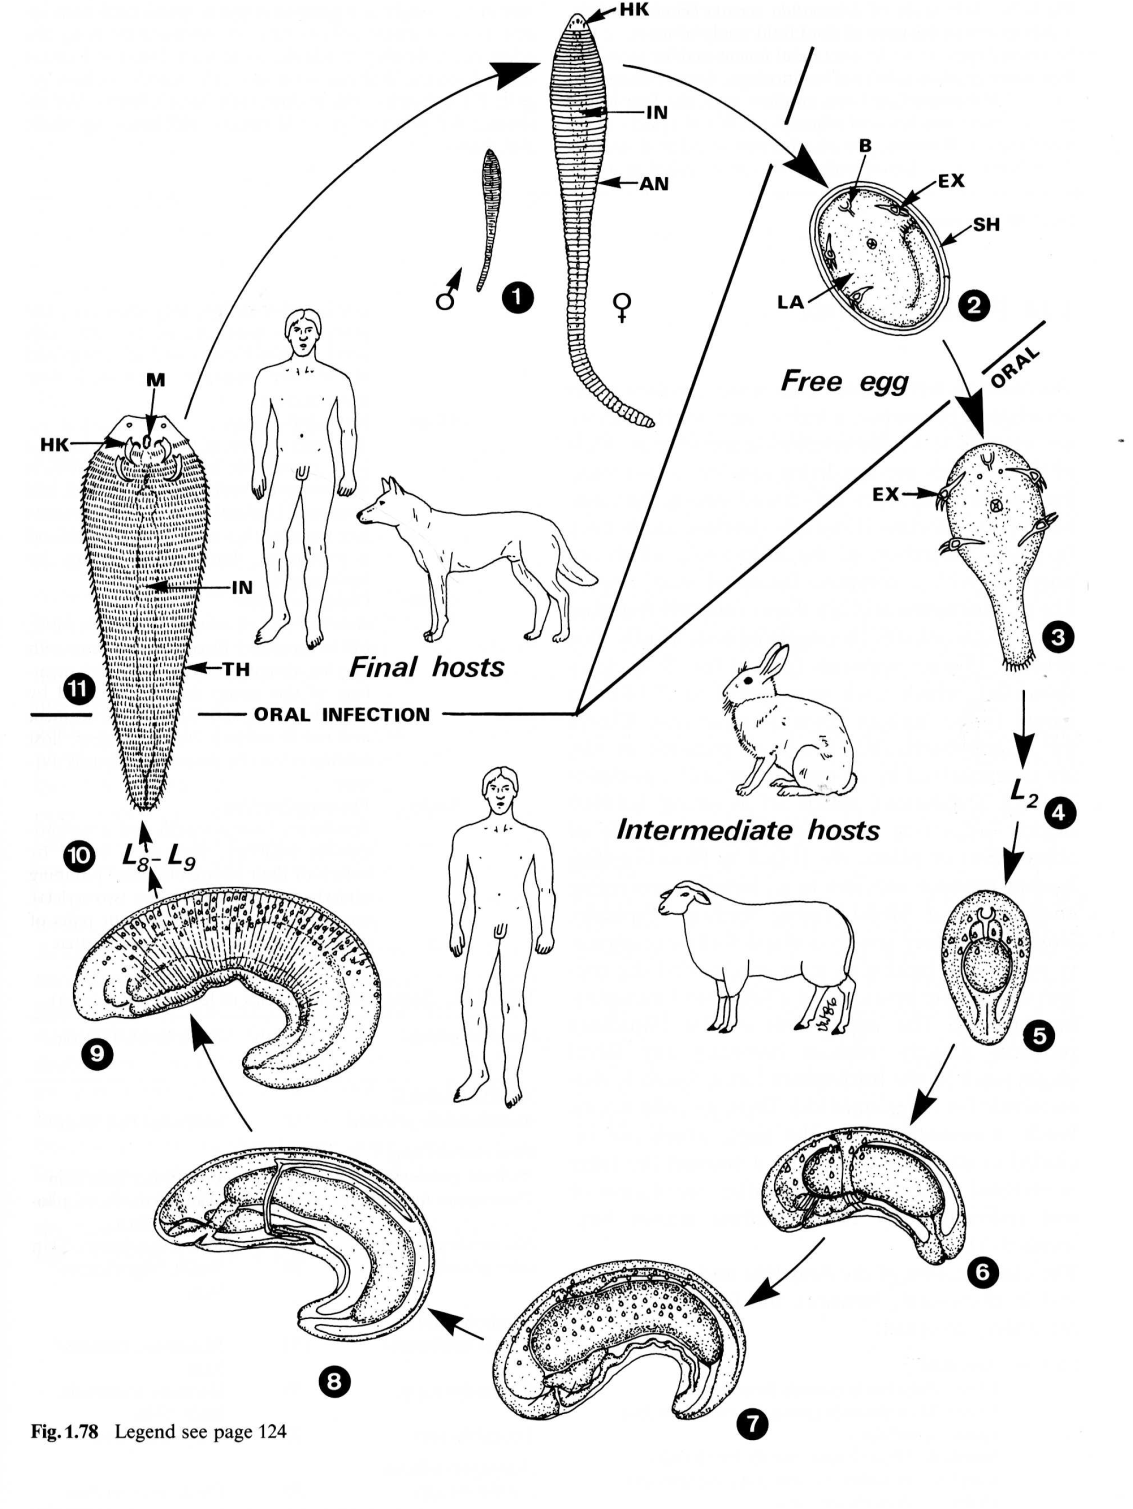 HK
IN
AN
♂
1
♀
B
EX
SH
LA
2
Free egg
ORAL
M
HK
IN
TH
11
Final hosts
ORAL INFECTION
EX
3
L2
4
Intermediate hosts
10
L8-L9
5
9
6
8
7
Fig. 1.78 Legend see page 124